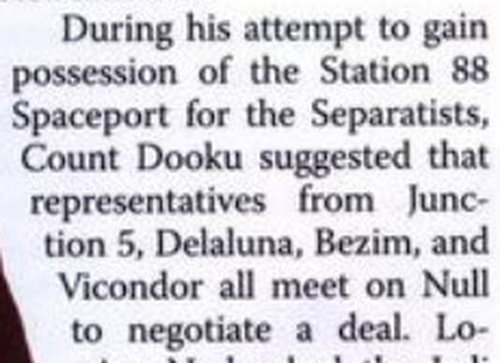 During his attempt to gain
possession of the Station 88
Spaceport for the Separatists,
Count Dooku suggested that
representatives from Junc-
tion 5, Delaluna, Bezim, and
Vicondor all meet on Null
to negotiate a deal. Lo-